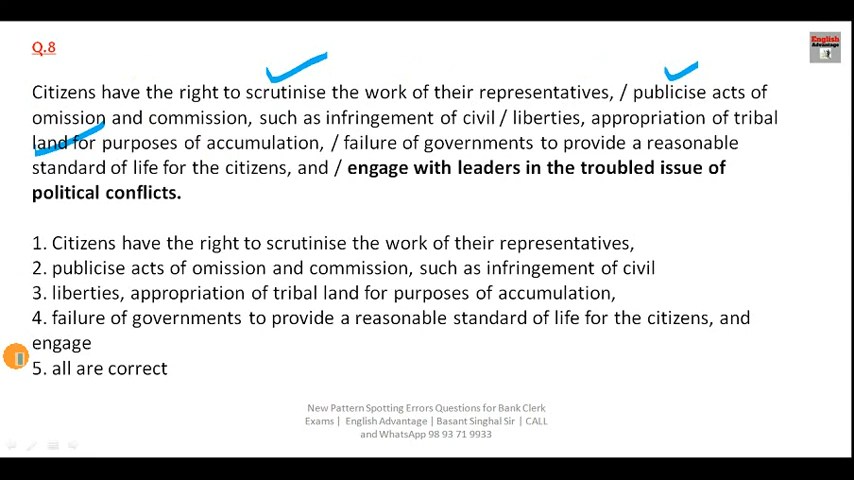 Q.8
English
Advantage
Citizens have the right to scrutinise the work of their representatives, / publicise acts of
omission and commission, such as infringement of civil / liberties, appropriation of tribal
land for purposes of accumulation, / failure of governments to provide a reasonable
standard of life for the citizens, and / engage with leaders in the troubled issue of
political conflicts.
1. Citizens have the right to scrutinise the work of their representatives,
2. publicise acts of omission and commission, such as infringement of civil
3. liberties, appropriation of tribal land for purposes of accumulation,
4. failure of governments to provide a reasonable standard of life for the citizens, and
engage
5. all are correct
New Pattern Spotting Errors Questions for Bank Clerk
Exams | English Advantage | Basant Singhal Sir | CALL
and WhatsApp 98 93 71 9933